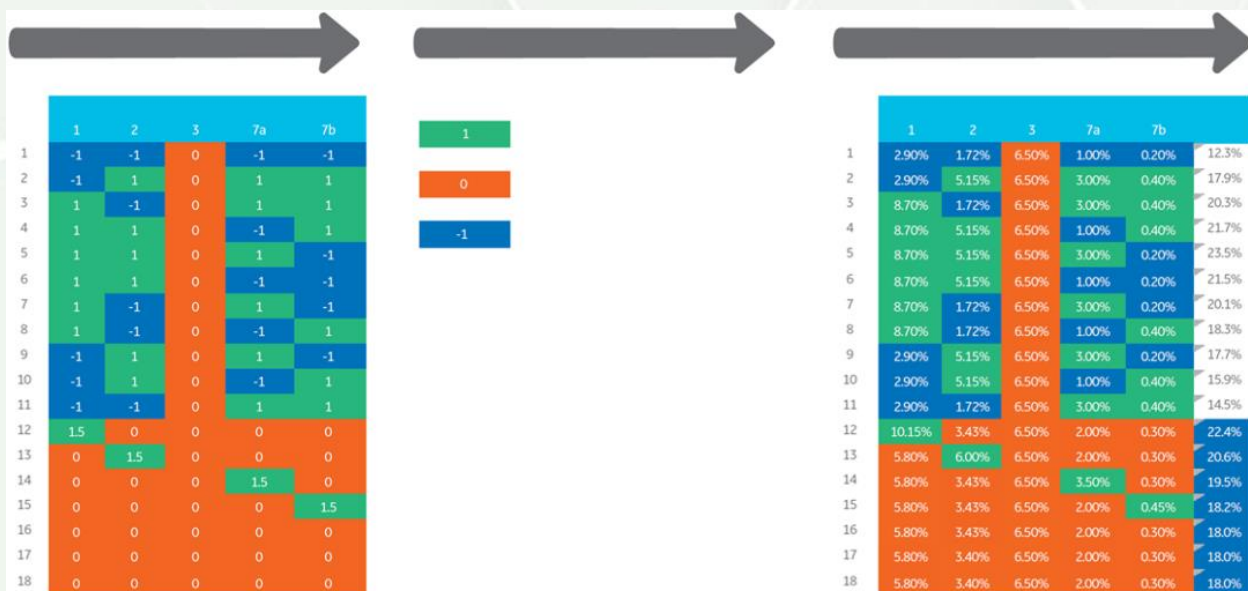 1 2 3 7a 7b
1 -1 -1 0 -1 -1
2 -1 1 0 1 1
3 1 -1 0 1 1
4 1 1 0 -1 1
5 1 1 0 1 -1
6 1 1 0 -1 -1
7 1 -1 0 1 -1
8 1 -1 0 -1 1
9 -1 1 0 1 -1
10 -1 1 0 -1 1
11 -1 -1 0 1 1
12 1.5 0 0 0 0
13 0 1.5 0 0 0
14 0 0 0 1.5 0
15 0 0 0 0 1.5
16 0 0 0 0 0
17 0 0 0 0 0
18 0 0 0 0 0
1
0
-1
1 2 3 7a 7b
1 2.90% 1.72% 6.50% 1.00% 0.20% 12.3%
2 2.90% 5.15% 6.50% 3.00% 0.40% 17.9%
3 8.70% 1.72% 6.50% 3.00% 0.40% 20.3%
4 8.70% 5.15% 6.50% 1.00% 0.40% 21.7%
5 8.70% 5.15% 6.50% 3.00% 0.20% 23.5%
6 8.70% 5.15% 6.50% 1.00% 0.20% 21.5%
7 8.70% 1.72% 6.50% 3.00% 0.20% 20.1%
8 8.70% 1.72% 6.50% 1.00% 0.40% 18.3%
9 2.90% 5.15% 6.50% 3.00% 0.20% 17.7%
10 2.90% 5.15% 6.50% 1.00% 0.40% 15.9%
11 2.90% 1.72% 6.50% 3.00% 0.40% 14.5%
12 10.15% 3.43% 6.50% 2.00% 0.30% 22.4%
13 5.80% 6.00% 6.50% 2.00% 0.30% 20.6%
14 5.80% 3.43% 6.50% 3.50% 0.30% 19.5%
15 5.80% 3.43% 6.50% 2.00% 0.45% 18.2%
16 5.80% 3.43% 6.50% 2.00% 0.30% 18.0%
17 5.80% 3.40% 6.50% 2.00% 0.30% 18.0%
18 5.80% 3.40% 6.50% 2.00% 0.30% 18.0%